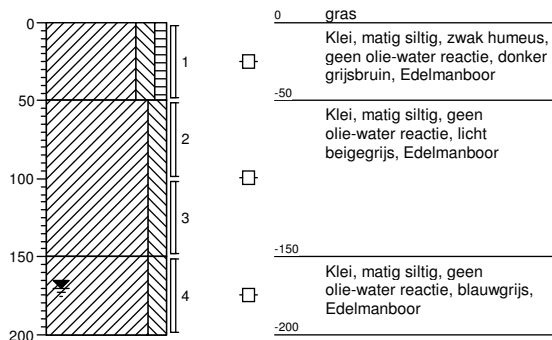 0
50
100
150
200
1
2
3
4
0
gras
Klei, matig siltig, zwak humeus,
geen olie-water reactie, donker
grijsbruin, Edelmanboor
-50
Klei, matig siltig, geen
olie-water reactie, licht
beigegrijs, Edelmanboor
-150
Klei, matig siltig, geen
olie-water reactie, blauwgrijs,
Edelmanboor
-200